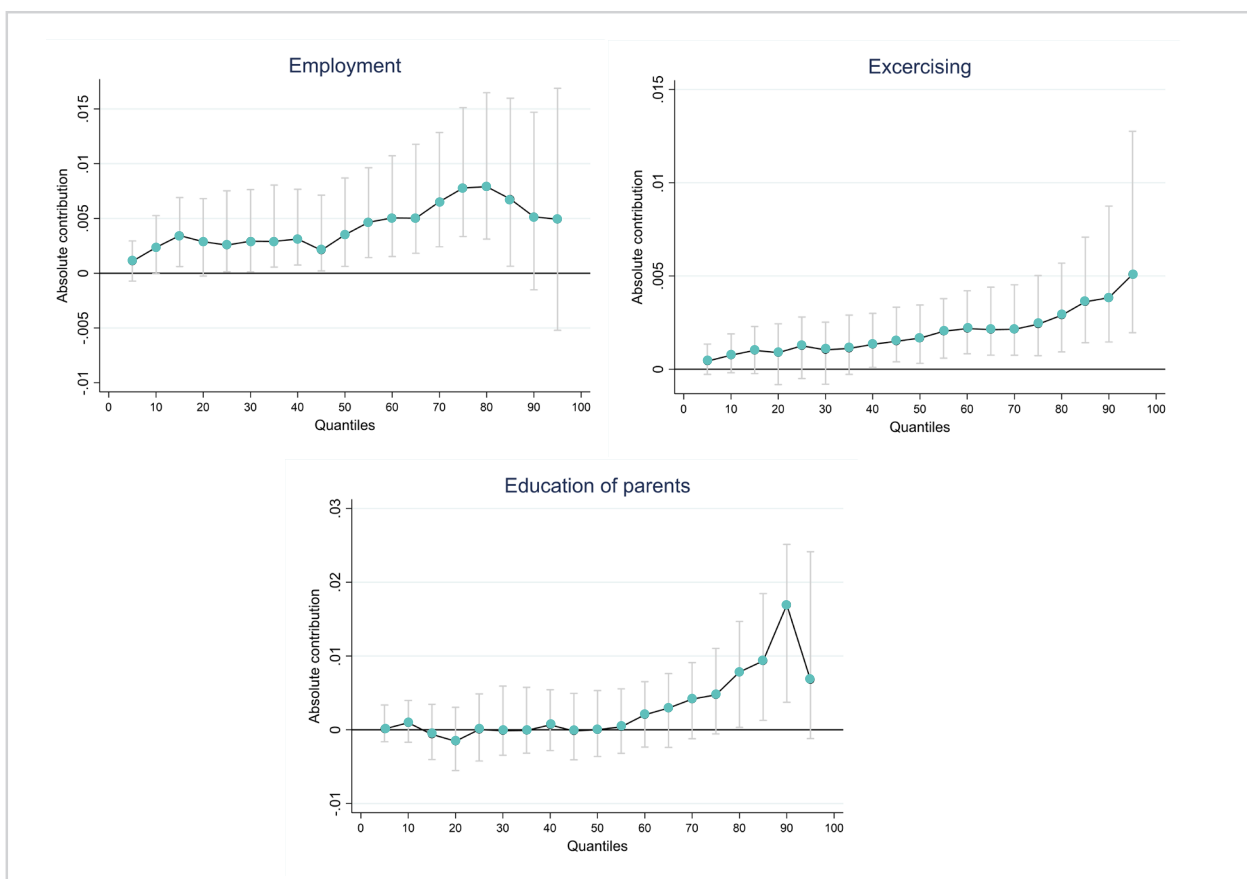 Employment
Absolute contribution
.015
.01
.005
0
-.005
-.01
0 10 20 30 40 50 60 70 80 90 100
Quantiles
Excercising
Absolute contribution
.015
.01
.005
0
0 10 20 30 40 50 60 70 80 90 100
Quantiles
Education of parents
Absolute contribution
.03
.02
.01
0
-.01
0 10 20 30 40 50 60 70 80 90 100
Quantiles